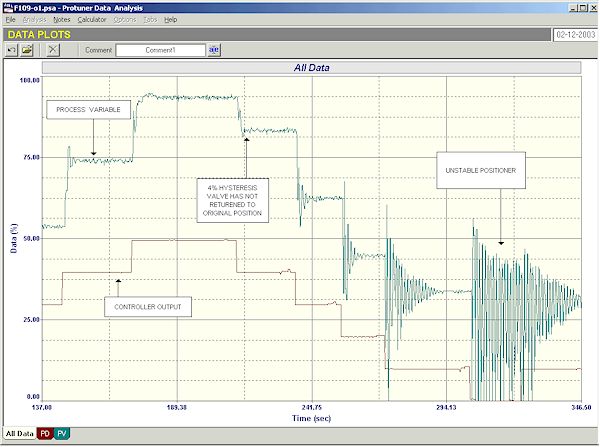 F109-o1.psa - Protuner Data Analysis
File Analysis Notes Calculator Options Tabs Help
DATA PLOTS
02-12-2003
Comment
Comment1
a|e
All Data
100.00
75.00
50.00
25.00
0.00
Data (%)
PROCESS VARIABLE
4% HYSTERESIS
VALVE HAS NOT
RETURENED TO
ORIGINAL POSITION
UNSTABLE POSITIONER
CONTROLLER OUTPUT
137.00
189.38
241.75
294.13
346.50
Time (sec)
All Data
PD
PV